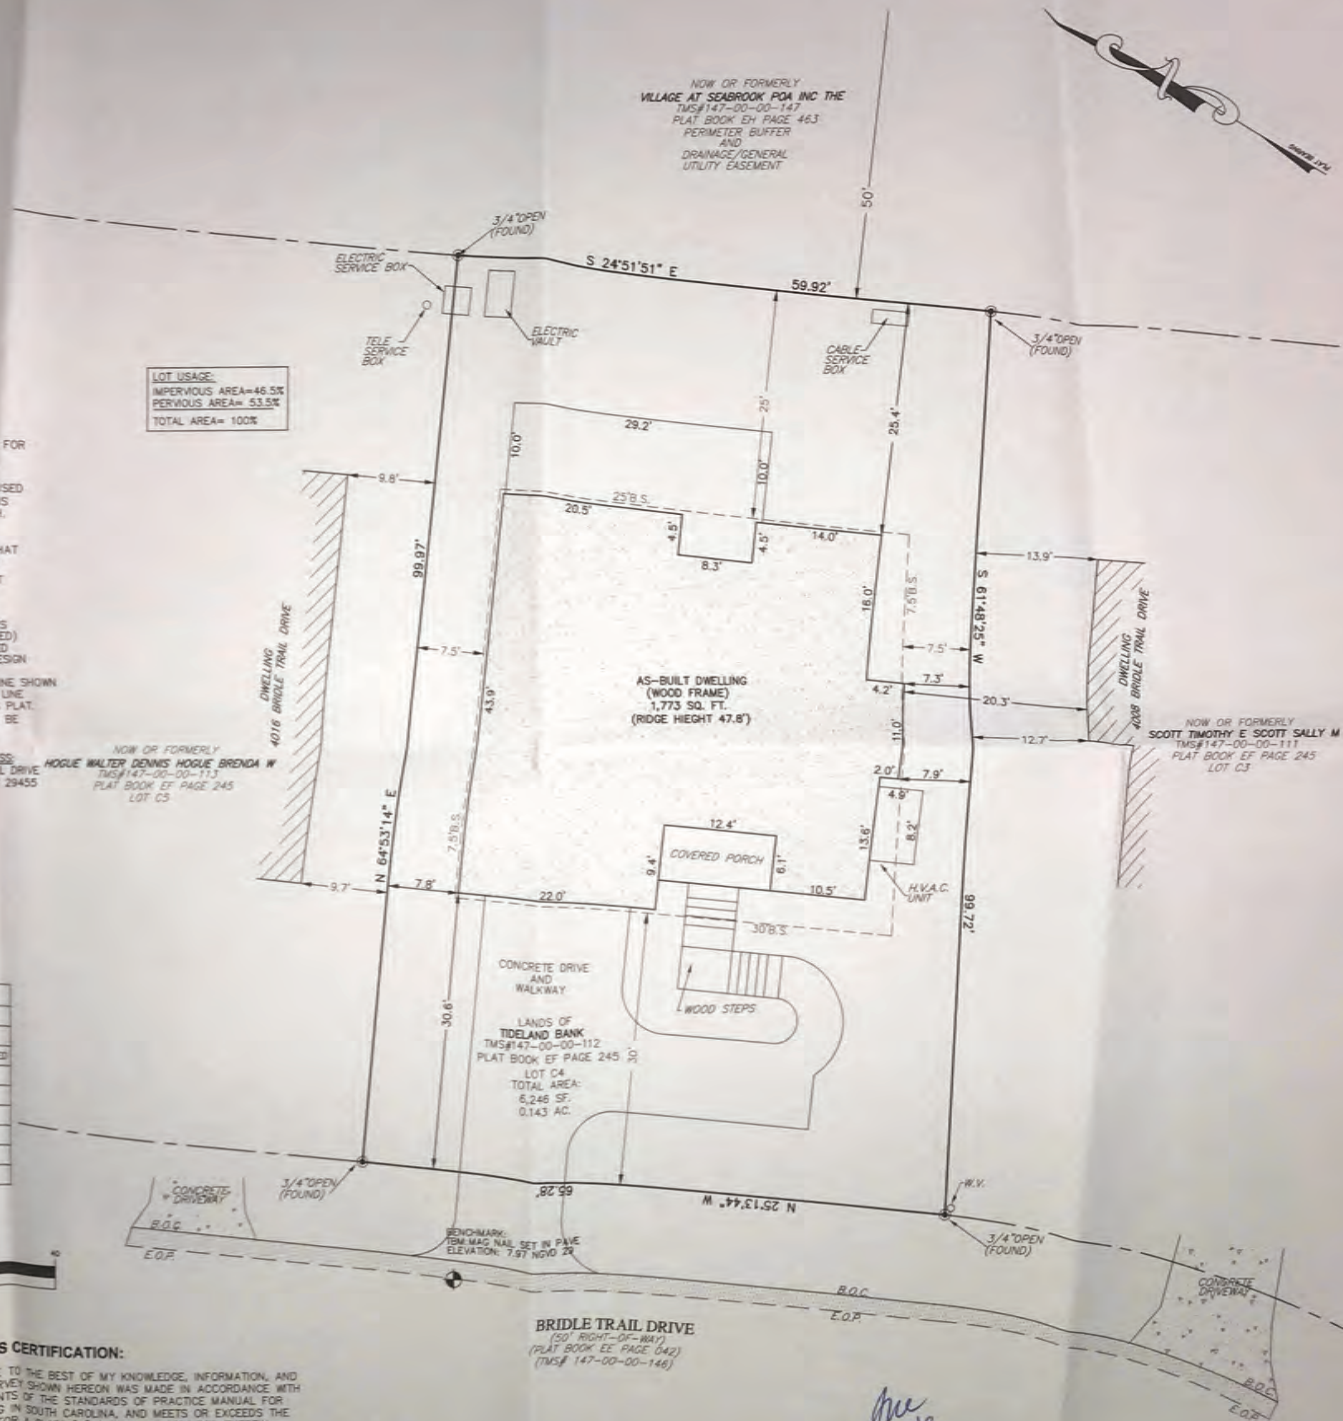 NOW OR FORMERLY
VILLAGE AT SEABROOK POA INC THE
TMS#147-00-00-147
PLAT BOOK EH PAGE 463
PERIMETER BUFFER
AND
DRAINAGE/GENERAL
UTILITY EASEMENT
PLAT BEARING
50'
3/4"OPEN
(FOUND)
ELECTRIC
SERVICE BOX
S 24°51'51" E
59.92'
TELE
SERVICE
BOX
ELECTRIC
VAULT
CABLE
SERVICE
BOX
3/4"OPEN
(FOUND)
LOT USAGE:
IMPERVIOUS AREA=46.5%
PERVIOUS AREA= 53.5%
TOTAL AREA= 100%
29.2'
10.0'
10.0'
25'
25.4'
FOR
9.8'
25'B.S.
20.5'
4.5'
8.3'
4.5'
14.0'
13.9'
99.97'
18.0'
7.5'B.S.
S 61°48'25" W
DWELLING
4016 BRIDLE TRAIL DRIVE
7.5'
43.9'
7.5'
DWELLING
4008 BRIDLE TRAIL DRIVE
AS-BUILT DWELLING
(WOOD FRAME)
1,773 SQ. FT.
(RIDGE HIEGHT 47.8')
4.2'
7.3'
20.3'
11.0'
12.7'
NE SHOWN
LINE
PLAT.
BE
L DRIVE
29455
NOW OR FORMERLY
HOGUE WALTER DENNIS HOGUE BRENDA W
TMS#147-00-00-113
PLAT BOOK EF PAGE 245
LOT C5
NOW OR FORMERLY
SCOTT TIMOTHY E SCOTT SALLY M
TMS#147-00-00-111
PLAT BOOK EF PAGE 245
LOT C3
2.0'
7.9'
4.9'
8.2'
13.6'
N 64°53'14" E
7.5'B.S.
12.4'
COVERED PORCH
9.4'
6.1'
9.7'
7.8'
22.0'
10.5'
H.V.A.C.
UNIT
99.72'
30'B.S.
CONCRETE DRIVE
AND
WALKWAY
WOOD STEPS
30.6'
30'
LANDS OF
TIDELAND BANK
TMS#147-00-00-112
PLAT BOOK EF PAGE 245
LOT C4
TOTAL AREA:
6,246 SF.
0.143 AC.
3/4"OPEN
(FOUND)
65.28'
N 25°13'44" W
W.V.
3/4"OPEN
(FOUND)
CONCRETE
DRIVEWAY
B.O.C.
E.O.P.
BENCHMARK:
TBM:MAG NAIL SET IN PAVE
ELEVATION: 7.97 NGVD 29
CONCRETE
DRIVEWAY
B.O.C.
E.O.P.
BRIDLE TRAIL DRIVE
(50' RIGHT-OF-WAY)
(PLAT BOOK EE PAGE 042)
(TMS# 147-00-00-146)
B.O.C.
E.O.P.
40
S CERTIFICATION:
TO THE BEST OF MY KNOWLEDGE, INFORMATION, AND
RVEY SHOWN HEREON WAS MADE IN ACCORDANCE WITH
NTS OF THE STANDARDS OF PRACTICE MANUAL FOR
G IN SOUTH CAROLINA, AND MEETS OR EXCEEDS THE